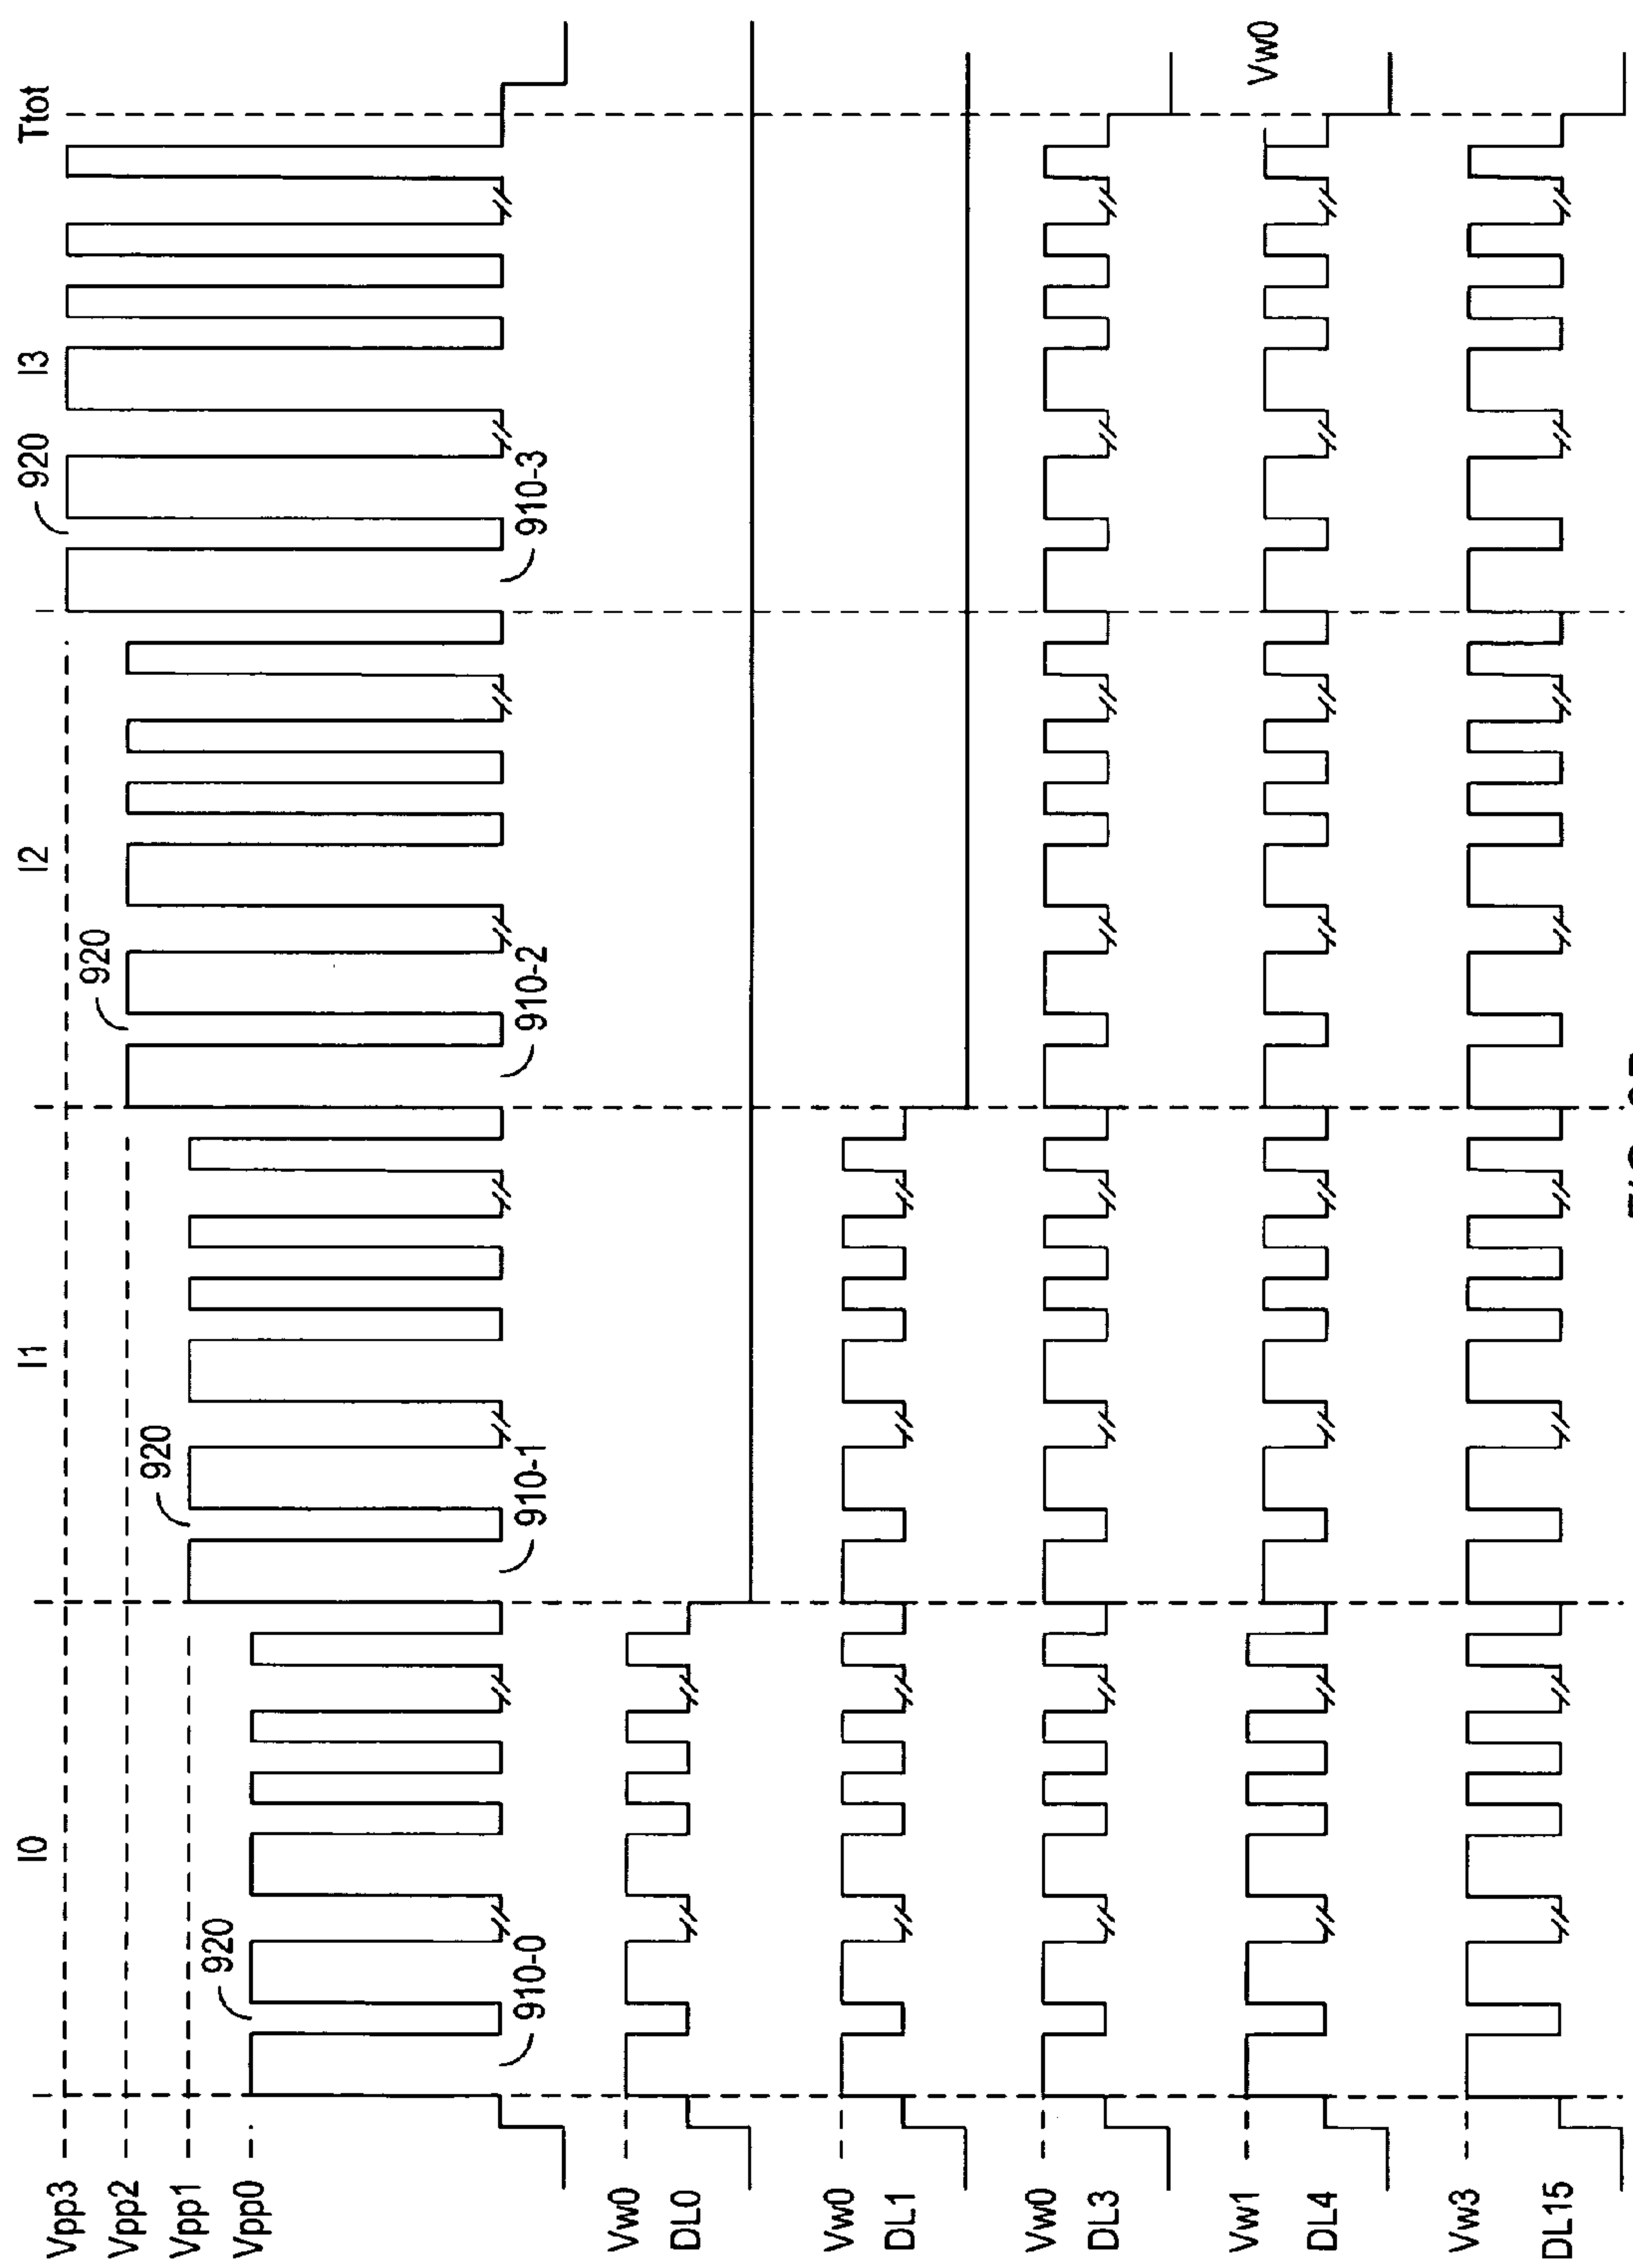 I0 I1 I2 I3 Ttot
Vpp3 920
Vpp2 920
Vpp1 920
Vpp0 920
910-0 910-1 910-2 910-3
Vw0
DL0
Vw0
DL1
Vw0
DL3
Vw1 Vw0
DL4
Vw3
DL15